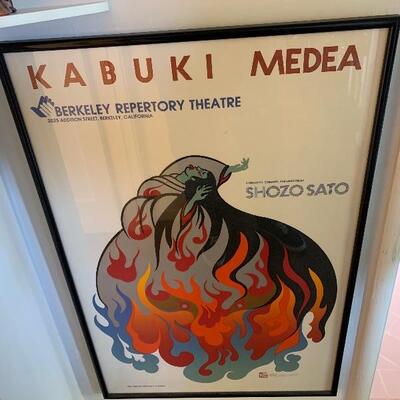 KABUKI MEDEA
BERKELEY REPERTORY THEATRE
2025 ADDISON STREET, BERKELEY, CALIFORNIA
SHOZO SATO